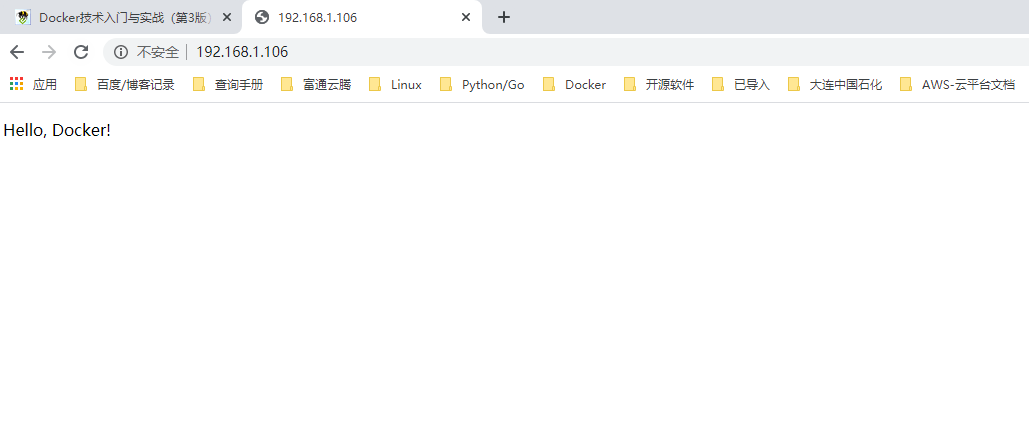 Docker技术入门与实战（第3版） 192.168.1.106
不安全 192.168.1.106
应用 百度/博客记录 查询手册 富通云腾 Linux Python/Go Docker 开源软件 已导入 大连中国石化 AWS-云平台文档
Hello, Docker!